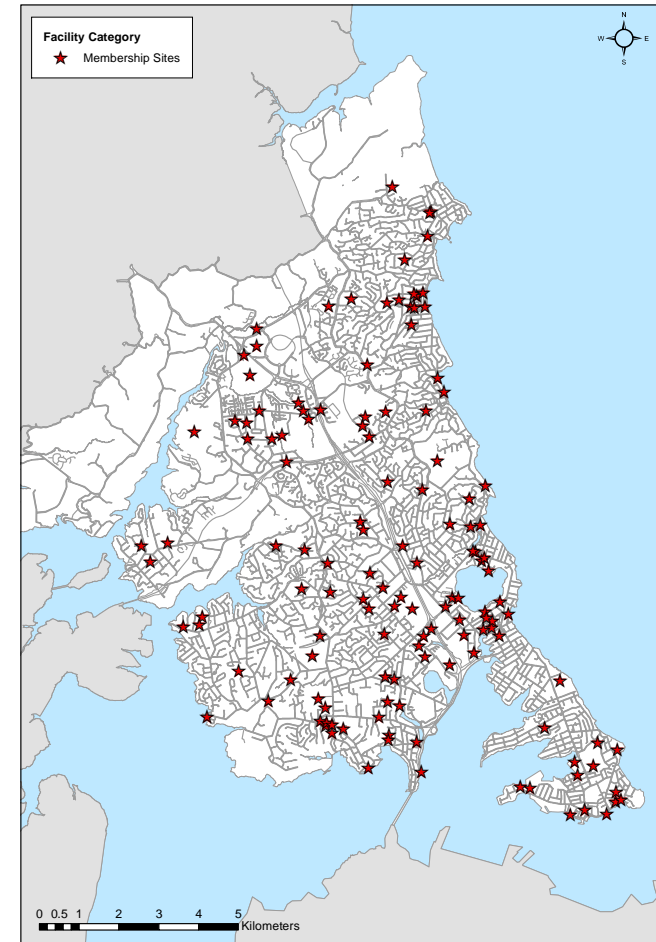 Facility Category
Membership Sites
N
W E
S
0 0.5 1 2 3 4 5
Kilometers